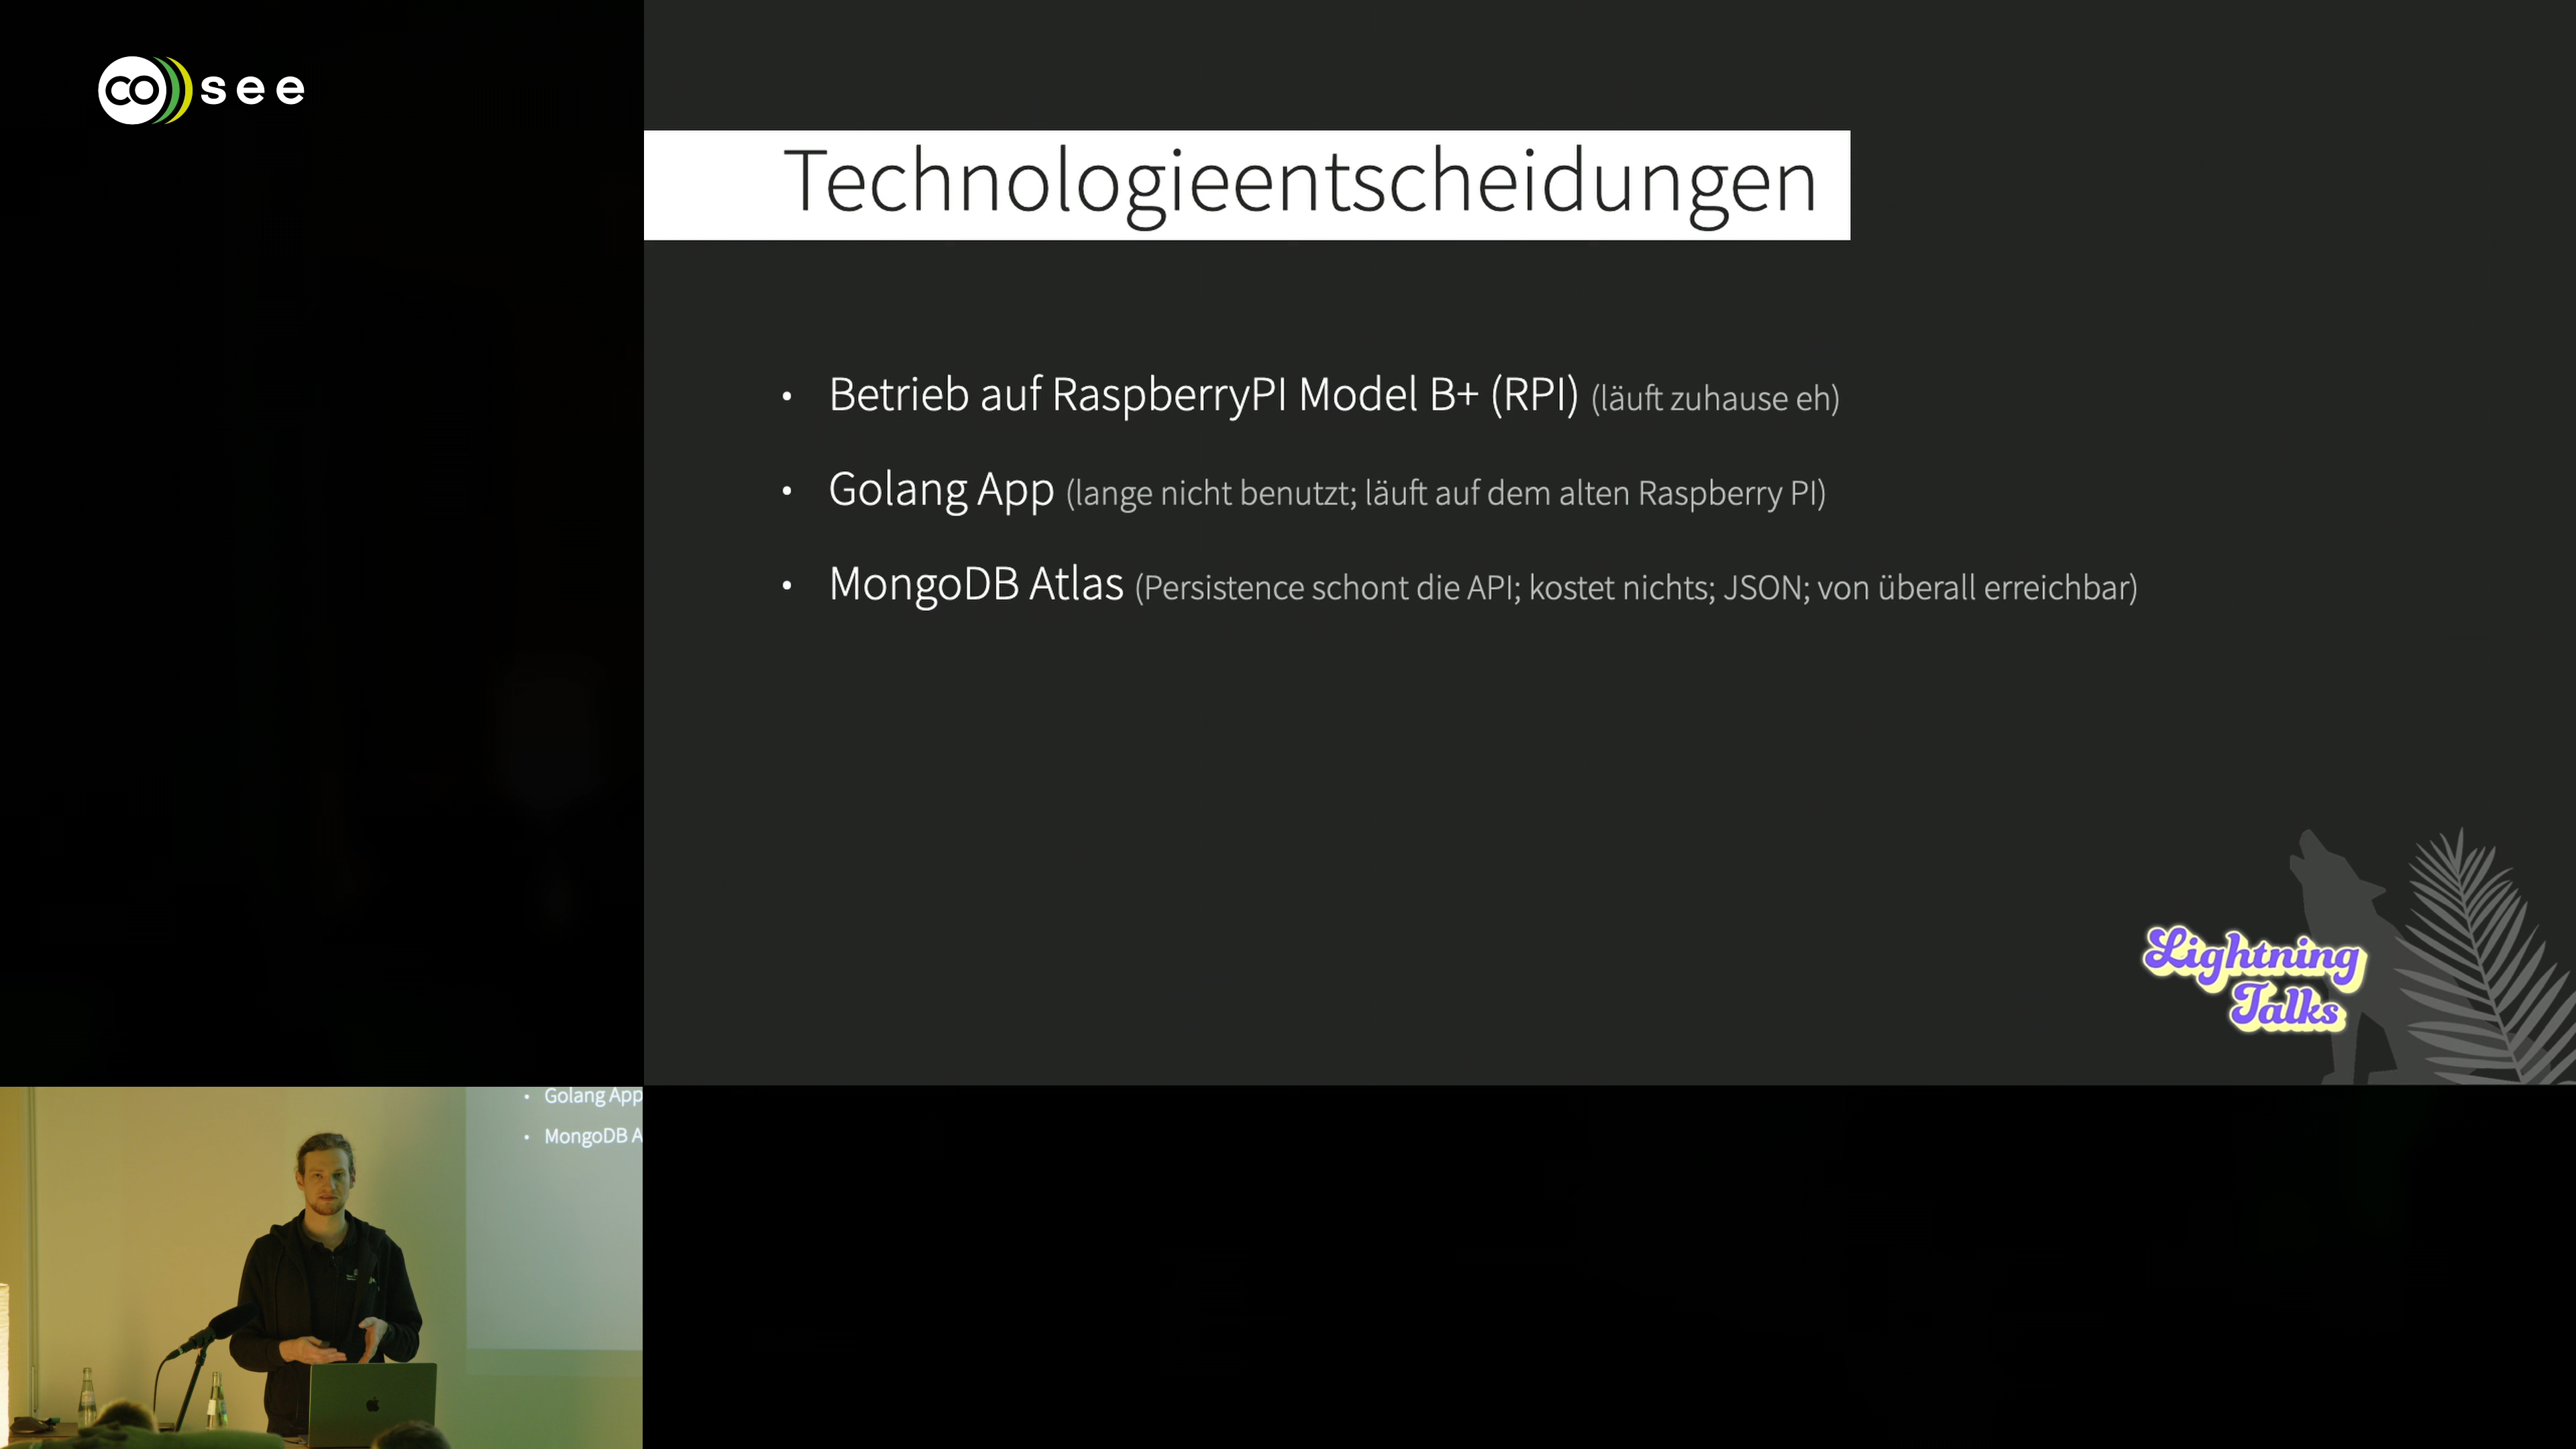 co see
Technologieentscheidungen
• Betrieb auf RaspberryPI Model B+ (RPI) (läuft zuhause eh)
• Golang App (lange nicht benutzt; läuft auf dem alten Raspberry PI)
• MongoDB Atlas (Persistence schont die API; kostet nichts; JSON; von überall erreichbar)
Lightning
Talks
• Golang App
• MongoDB A